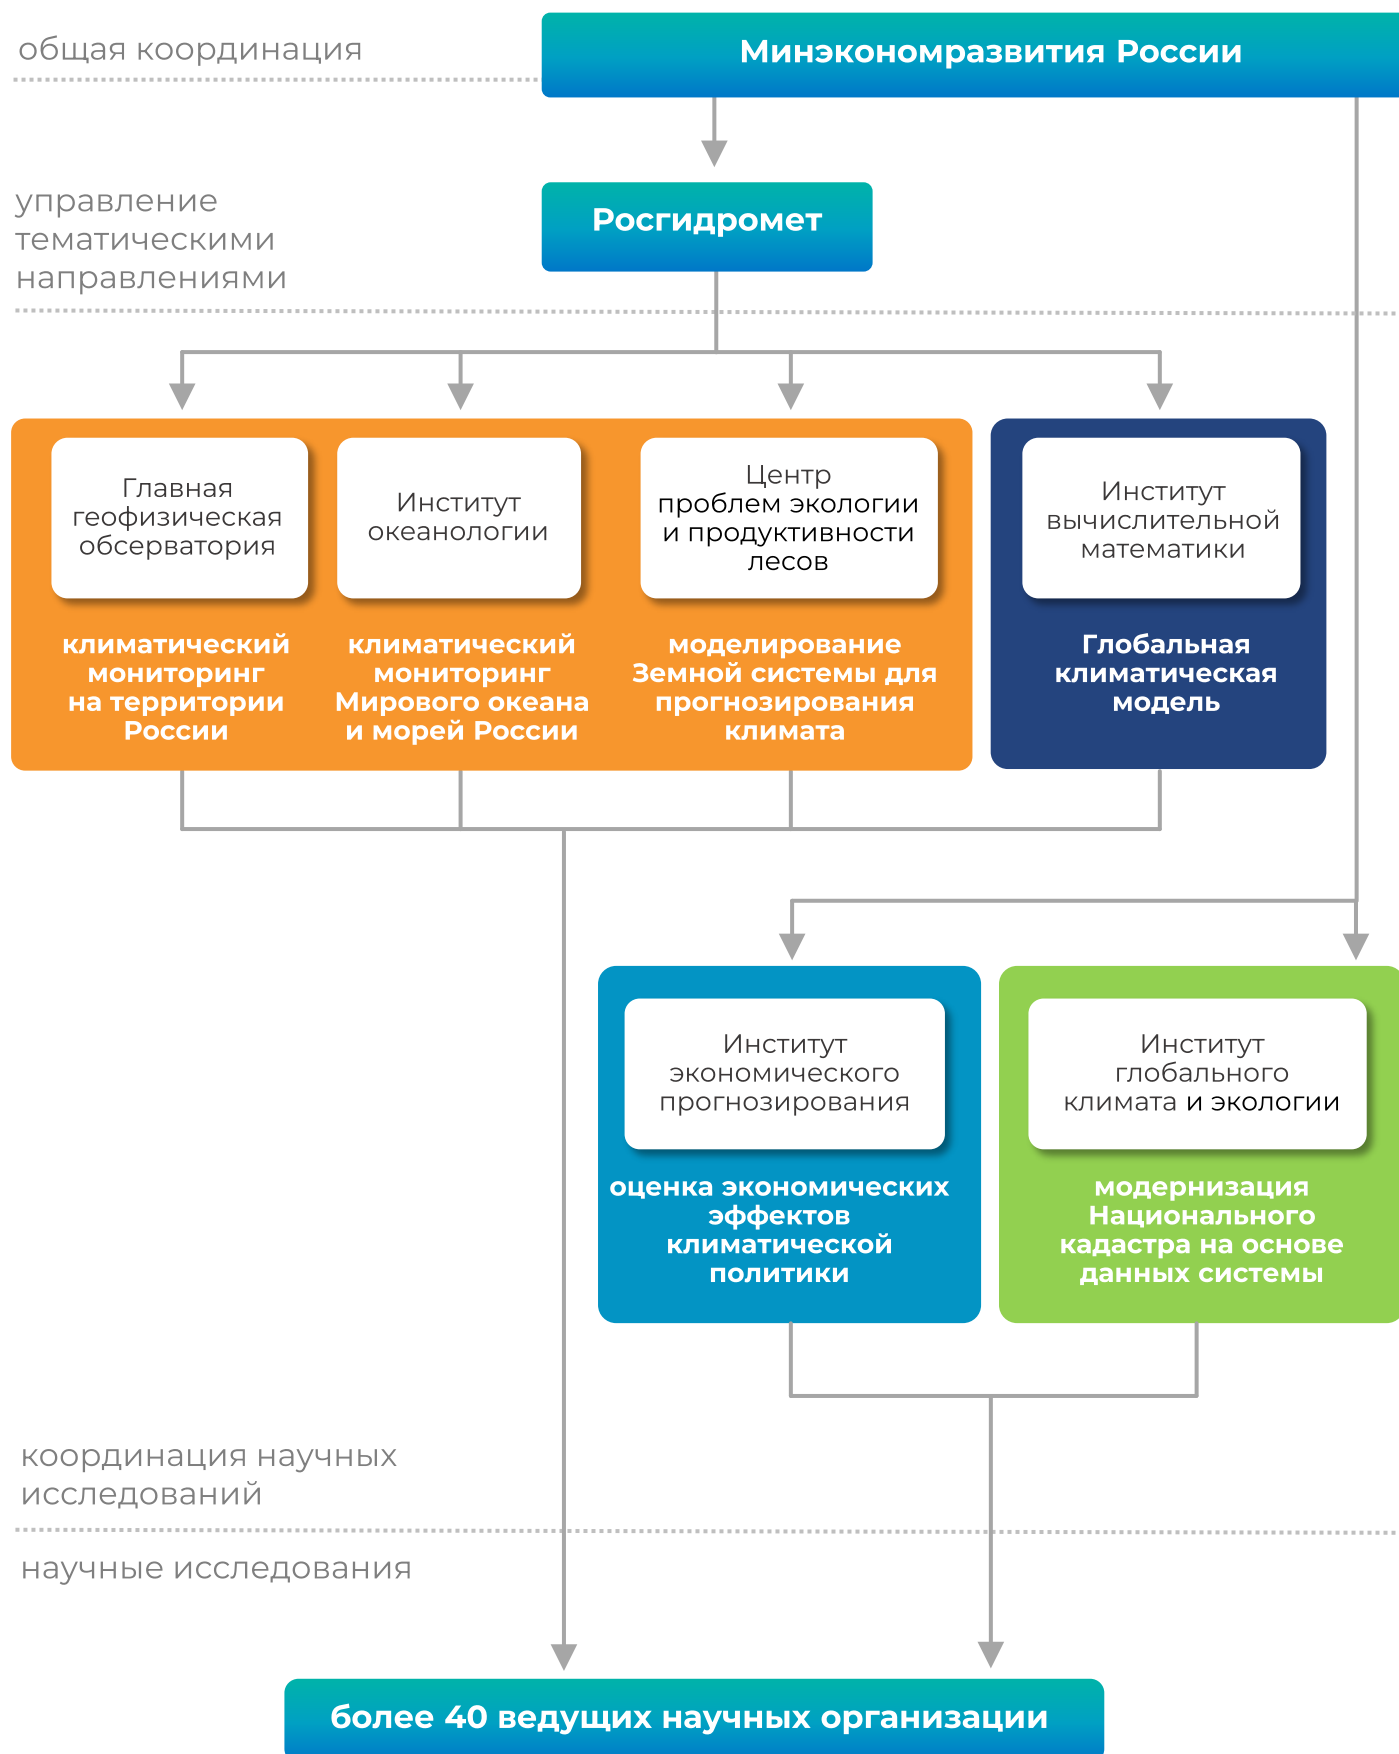 общая координация
Минэкономразвития России
управление
тематическими
направлениями
Росгидромет
Главная
геофизическая
обсерватория
климатический
мониторинг
на территории
России
Институт
океанологии
климатический
мониторинг
Мирового океана
и морей России
Центр
проблем экологии
и продуктивности
лесов
моделирование
Земной системы для
прогнозирования
климата
Институт
вычислительной
математики
Глобальная
климатическая
модель
Институт
экономического
прогнозирования
оценка экономических
эффектов
климатической
политики
Институт
глобального
климата и экологии
модернизация
Национального
кадастра на основе
данных системы
координация научных
исследований
научные исследования
более 40 ведущих научных организации